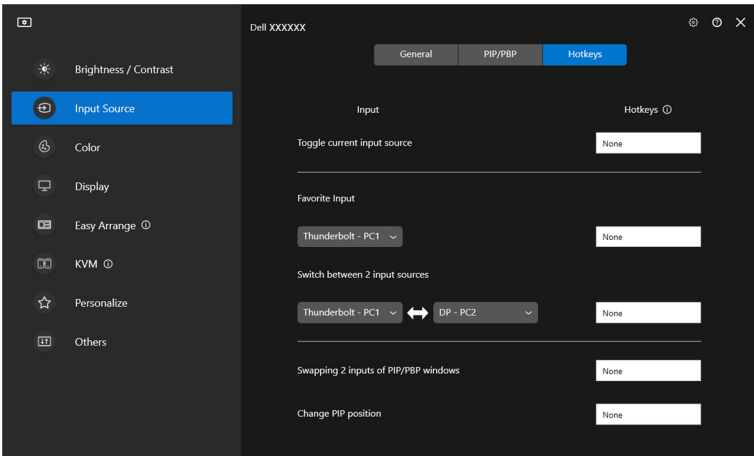 Dell XXXXXX
Brightness / Contrast
Input Source
Color
Display
Easy Arrange
KVM
Personalize
Others
General
PIP/PBP
Hotkeys
Input
Hotkeys
Toggle current input source
None
Favorite Input
Thunderbolt - PC1
None
Switch between 2 input sources
Thunderbolt - PC1
DP - PC2
None
Swapping 2 inputs of PIP/PBP windows
None
Change PIP position
None